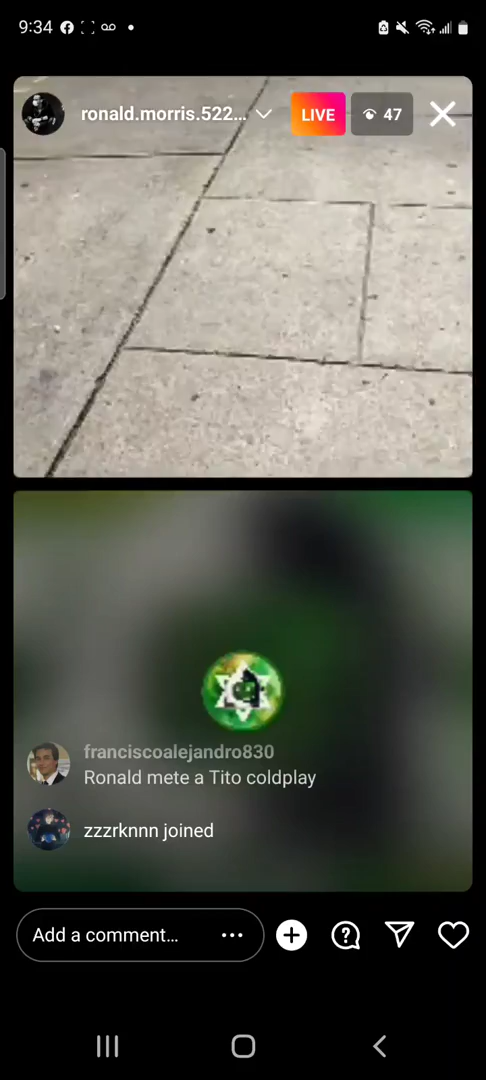 9:34
ronald.morris.522...
LIVE
47
franciscoalejandro830
Ronald mete a Tito coldplay
zzzrknnn joined
Add a comment...